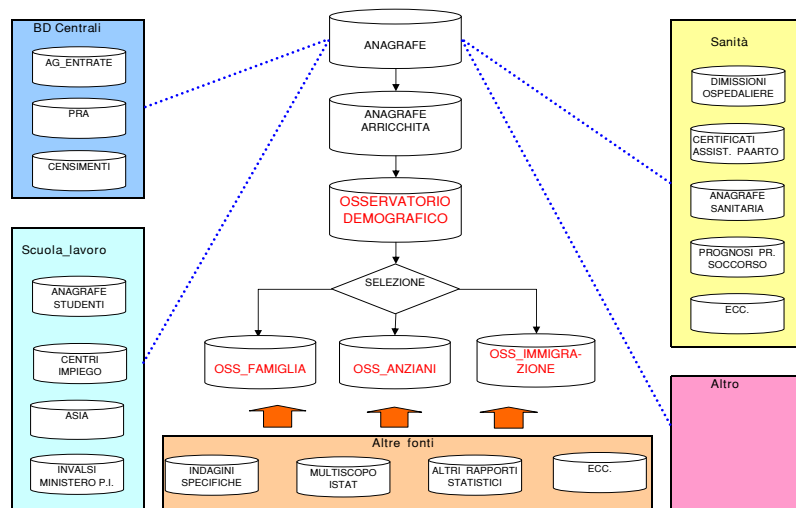 BD Centrali
AG_ENTRATE
PRA
CENSIMENTI
Scuola_lavoro
ANAGRAFE
STUDENTI
CENTRI
IMPIEGO
ASIA
INVALSI
MINISTERO P.I.
ANAGRAFE
ANAGRAFE
ARRICCHITA
OSSERVATORIO
DEMOGRAFICO
SELEZIONE
OSS_FAMIGLIA
OSS_ANZIANI
OSS_IMMIGRA-
ZIONE
Altre fonti
INDAGINI
SPECIFICHE
MULTISCOPO
ISTAT
ALTRI RAPPORTI
STATISTICI
ECC.
Sanità
DIMISSIONI
OSPEDALIERE
CERTIFICATI
ASSIST. PAARTO
ANAGRAFE
SANITARIA
PROGNOSI PR.
SOCCORSO
ECC.
Altro